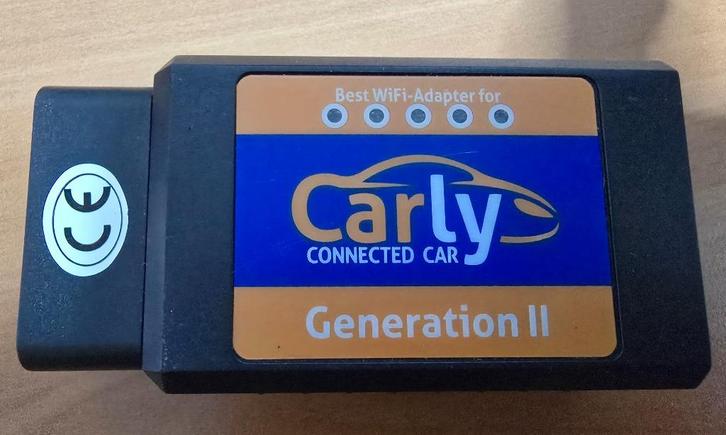 Best WiFi-Adapter for
Carly
CONNECTED CAR
Generation II
CE